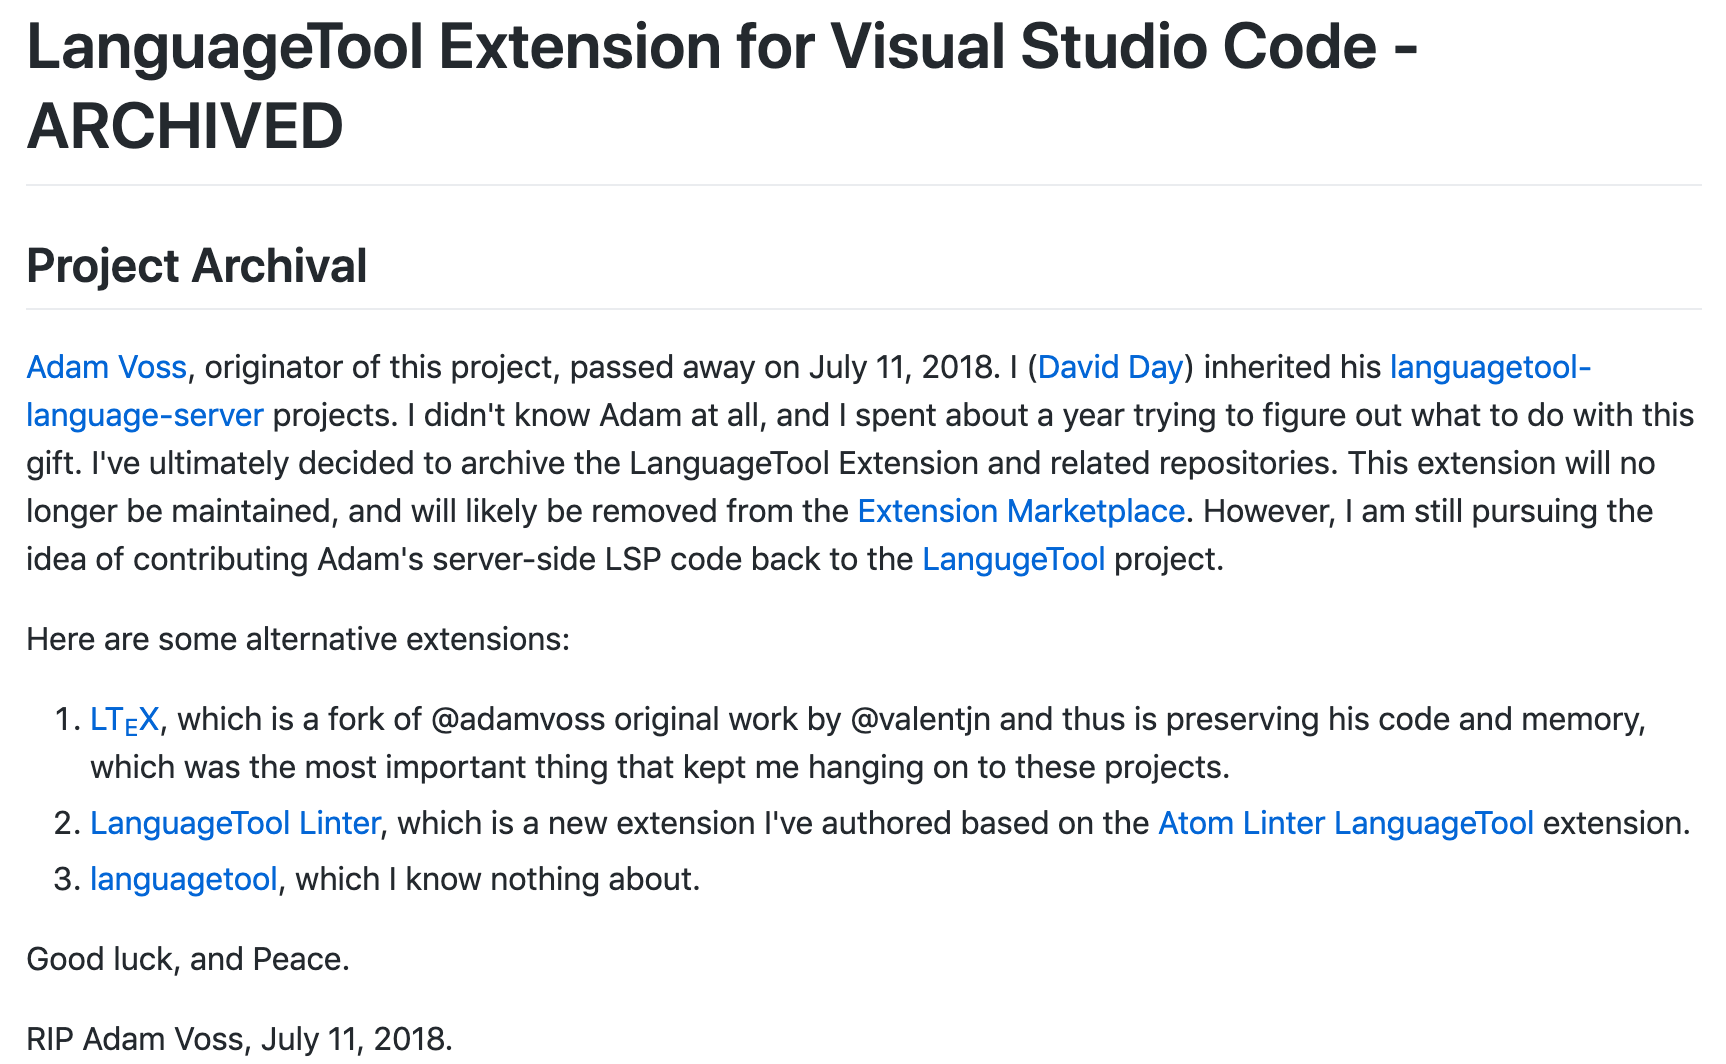 LanguageTool Extension for Visual Studio Code -
ARCHIVED
Project Archival
Adam Voss, originator of this project, passed away on July 11, 2018. I (David Day) inherited his languagetool-
language-server projects. I didn't know Adam at all, and I spent about a year trying to figure out what to do with this
gift. I've ultimately decided to archive the LanguageTool Extension and related repositories. This extension will no
longer be maintained, and will likely be removed from the Extension Marketplace. However, I am still pursuing the
idea of contributing Adam's server-side LSP code back to the LangugeTool project.
Here are some alternative extensions:
1. LTEX, which is a fork of @adamvoss original work by @valentjn and thus is preserving his code and memory,
which was the most important thing that kept me hanging on to these projects.
2. LanguageTool Linter, which is a new extension I've authored based on the Atom Linter LanguageTool extension.
3. languagetool, which I know nothing about.
Good luck, and Peace.
RIP Adam Voss, July 11, 2018.